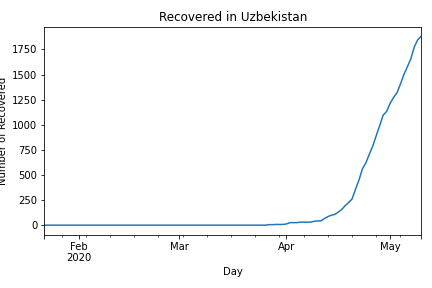 Recovered in Uzbekistan
Number of Recovered
1750
1500
1250
1000
750
500
250
0
Feb
2020
Mar
Apr
May
Day